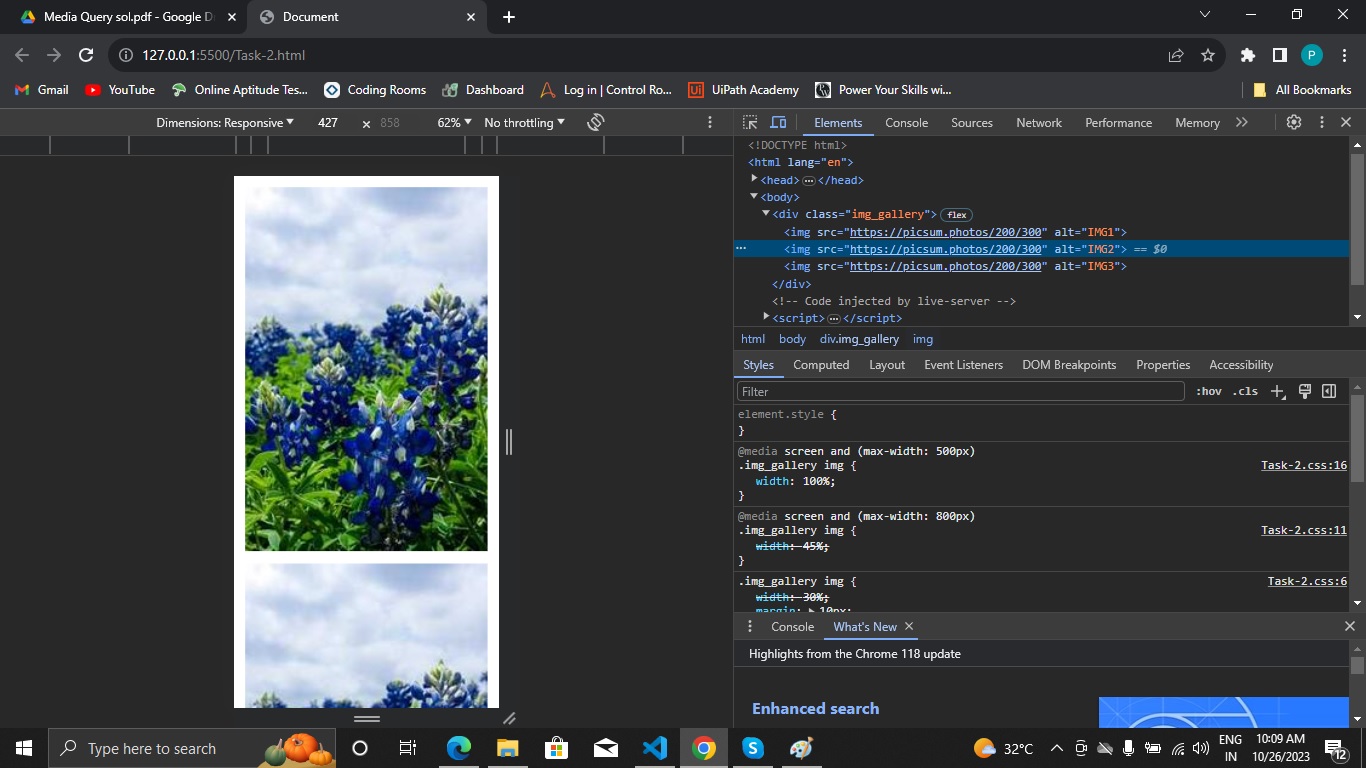 Media Query sol.pdf - Google D
Document
127.0.0.1:5500/Task-2.html
P
Gmail
YouTube
Online Aptitude Tes...
Coding Rooms
Dashboard
Log in | Control Ro...
Ui UiPath Academy
Power Your Skills wi...
All Bookmarks
Dimensions: Responsive 427 x 858 62% No throttling
Elements Console Sources Network Performance Memory
<!DOCTYPE html>
<html lang="en">
<head> ... </head>
<body>
<div class="img_gallery"> flex
<img src="https://picsum.photos/200/300" alt="IMG1">
... <img src="https://picsum.photos/200/300" alt="IMG2"> == $0
<img src="https://picsum.photos/200/300" alt="IMG3">
</div>
<!-- Code injected by live-server -->
<script> ... </script>
html body div.img_gallery img
Styles Computed Layout Event Listeners DOM Breakpoints Properties Accessibility
Filter :hov .cls
element.style {
}
@media screen and (max-width: 500px)
.img_gallery img { Task-2.css:16
width: 100%;
}
@media screen and (max-width: 800px)
.img_gallery img { Task-2.css:11
width: 45%;
}
.img_gallery img { Task-2.css:6
width: 30%;
margin: 10px;
Console What's New
Highlights from the Chrome 118 update
Enhanced search
Type here to search
32°C
ENG
IN
10:09 AM
10/26/2023
12